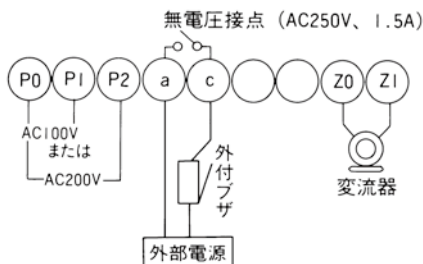 無電圧接点（AC250V、1.5A）
P0 P1 P2 a c Z0 Z1
AC100V
または
AC200V
外付ブザ
変流器
外部電源